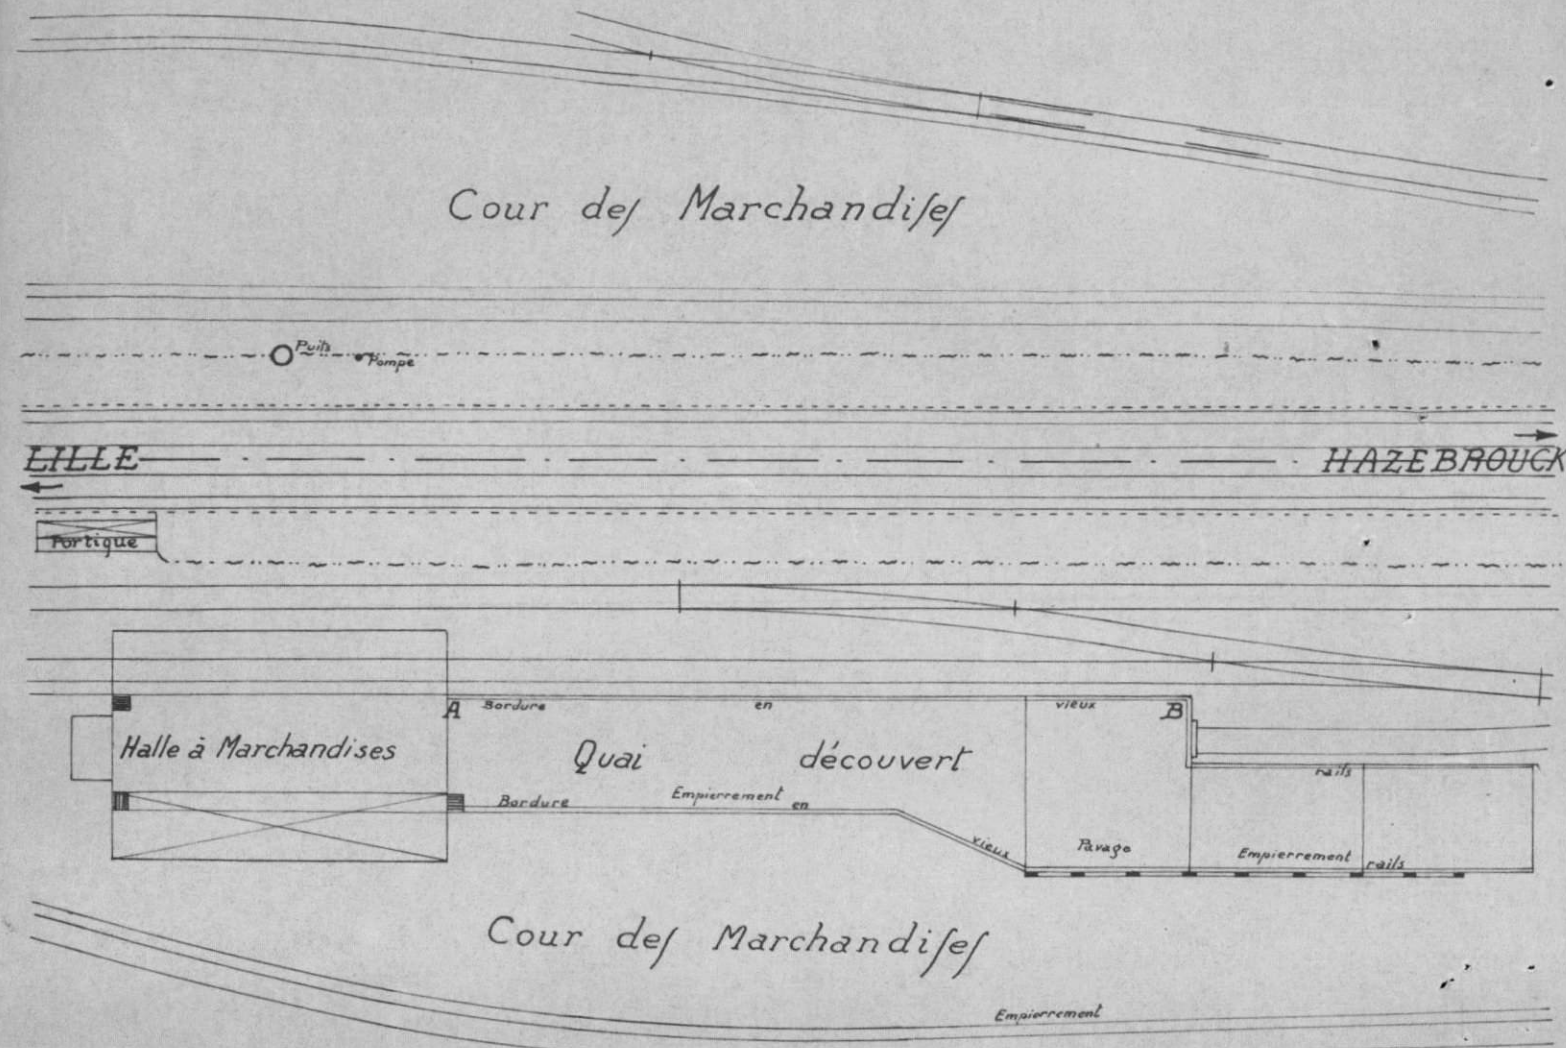 Cour des Marchandises
Puits
Pompe
LILLE
HAZEBROUCK
Portique
A Bordure en vieux B
Halle à Marchandises
Quai découvert
rails
Bordure Empierrement en
vieux
Pavage
Empierrement
rails
Cour des Marchandises
Empierrement